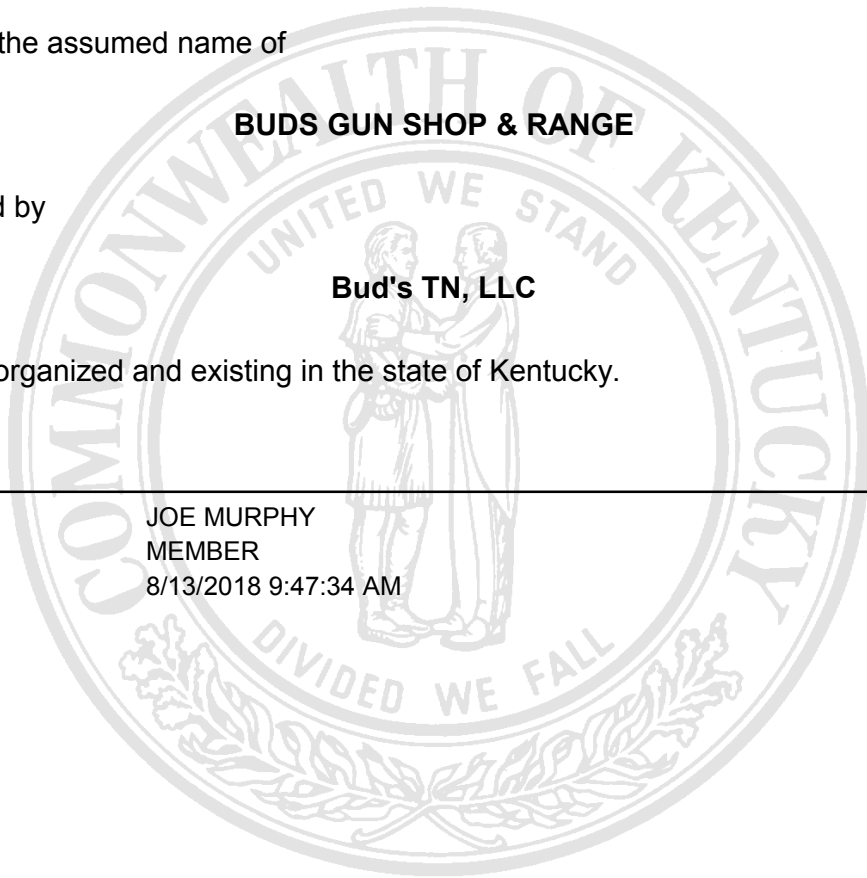 the assumed name of
BUDS GUN SHOP & RANGE
d by
Bud's TN, LLC
organized and existing in the state of Kentucky.
JOE MURPHY
MEMBER
8/13/2018 9:47:34 AM
COMMONWEALTH OF KENTUCKY
UNITED WE STAND
DIVIDED WE FALL